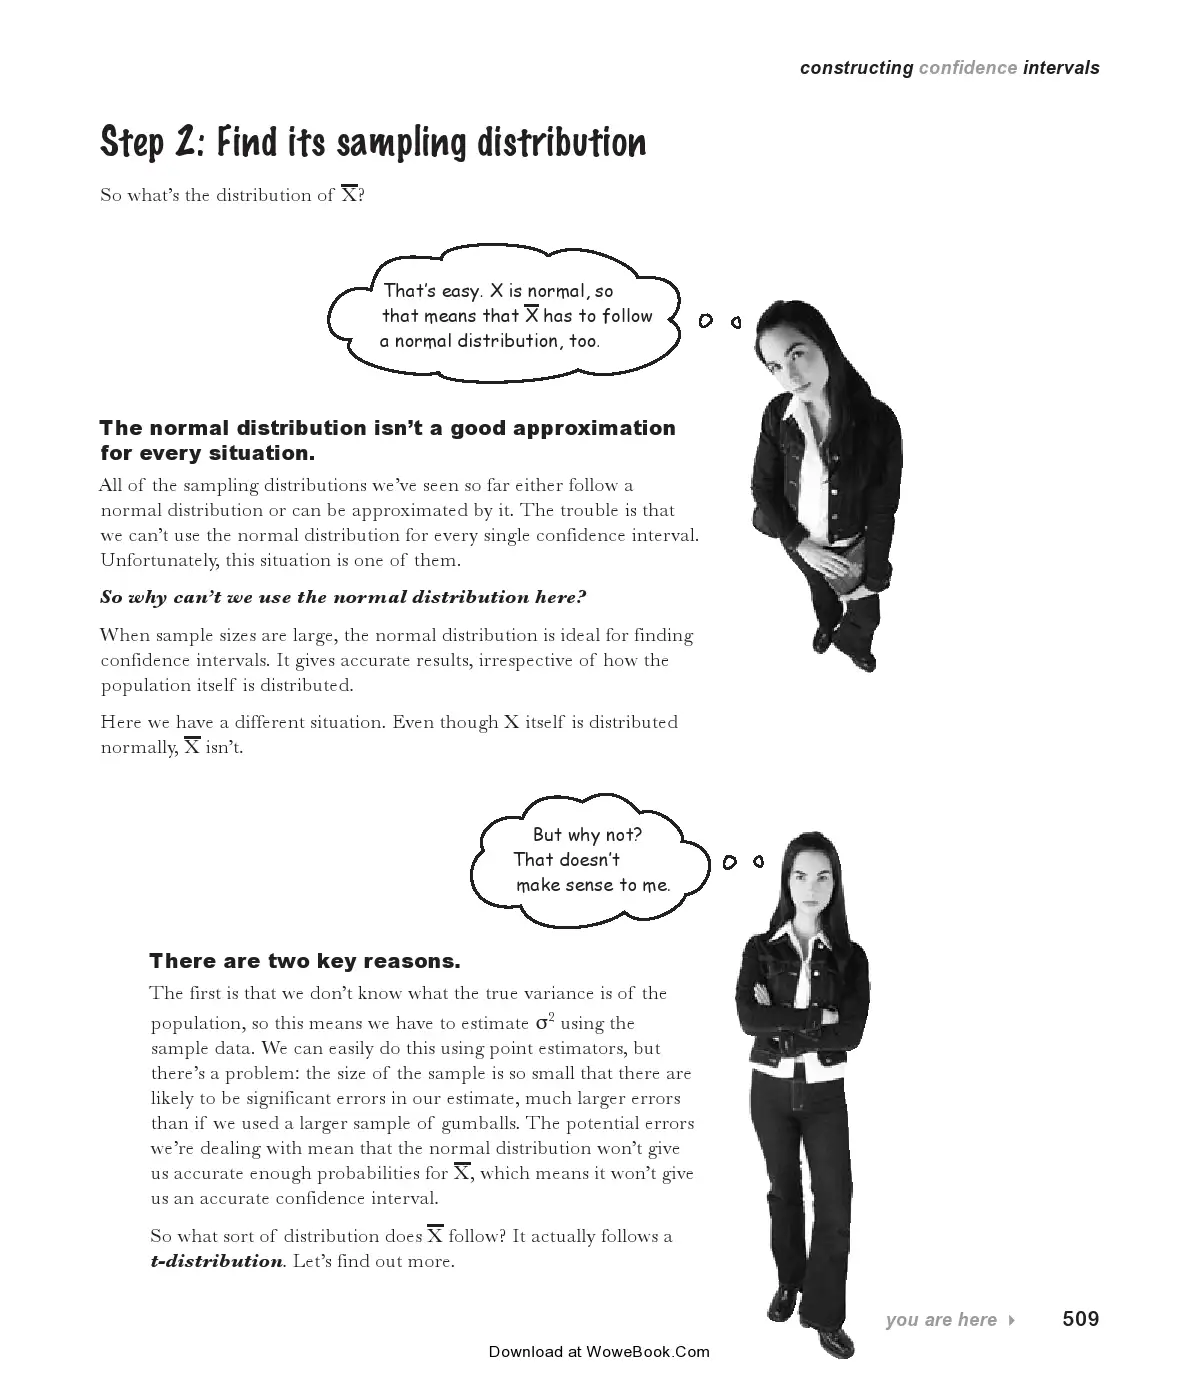 constructing confidence intervals
Step 2: Find its sampling distribution
So what's the distribution of X̅?
That's easy. X is normal, so
that means that X̅ has to follow
a normal distribution, too.
The normal distribution isn't a good approximation
for every situation.
All of the sampling distributions we've seen so far either follow a
normal distribution or can be approximated by it. The trouble is that
we can't use the normal distribution for every single confidence interval.
Unfortunately, this situation is one of them.
So why can't we use the normal distribution here?
When sample sizes are large, the normal distribution is ideal for finding
confidence intervals. It gives accurate results, irrespective of how the
population itself is distributed.
Here we have a different situation. Even though X itself is distributed
normally, X̅ isn't.
But why not?
That doesn't
make sense to me.
There are two key reasons.
The first is that we don't know what the true variance is of the
population, so this means we have to estimate σ² using the
sample data. We can easily do this using point estimators, but
there's a problem: the size of the sample is so small that there are
likely to be significant errors in our estimate, much larger errors
than if we used a larger sample of gumballs. The potential errors
we're dealing with mean that the normal distribution won't give
us accurate enough probabilities for X̅, which means it won't give
us an accurate confidence interval.
So what sort of distribution does X̅ follow? It actually follows a
t-distribution. Let's find out more.
you are here ▸ 509
Download at WoweBook.Com